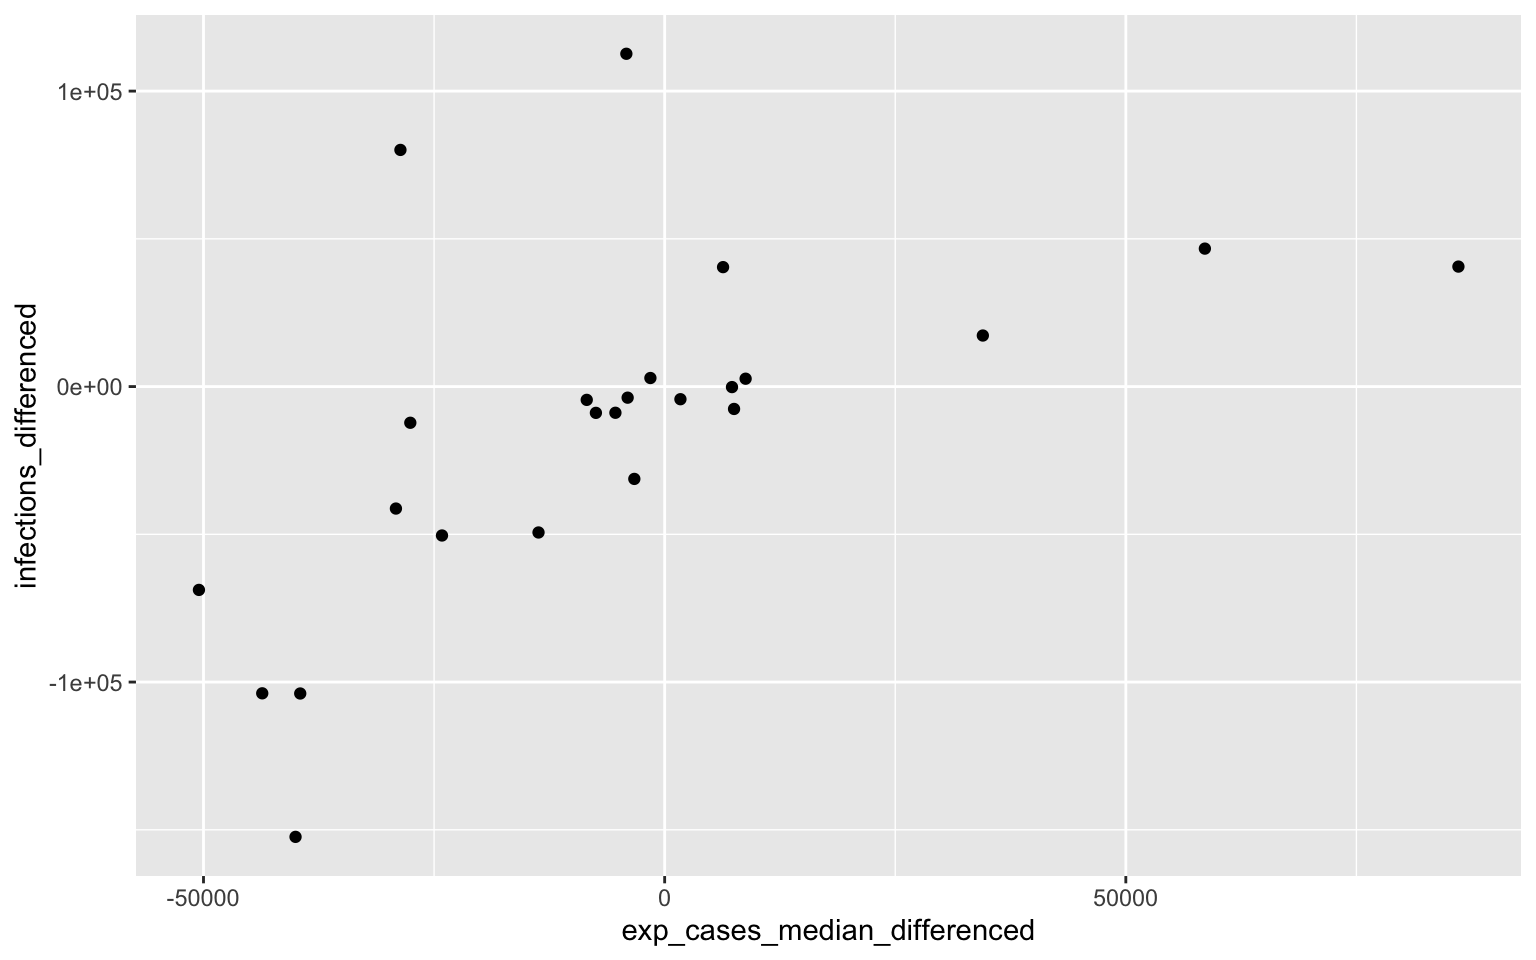 infections_differenced
1e+05
0e+00
-1e+05
-50000
0
50000
exp_cases_median_differenced